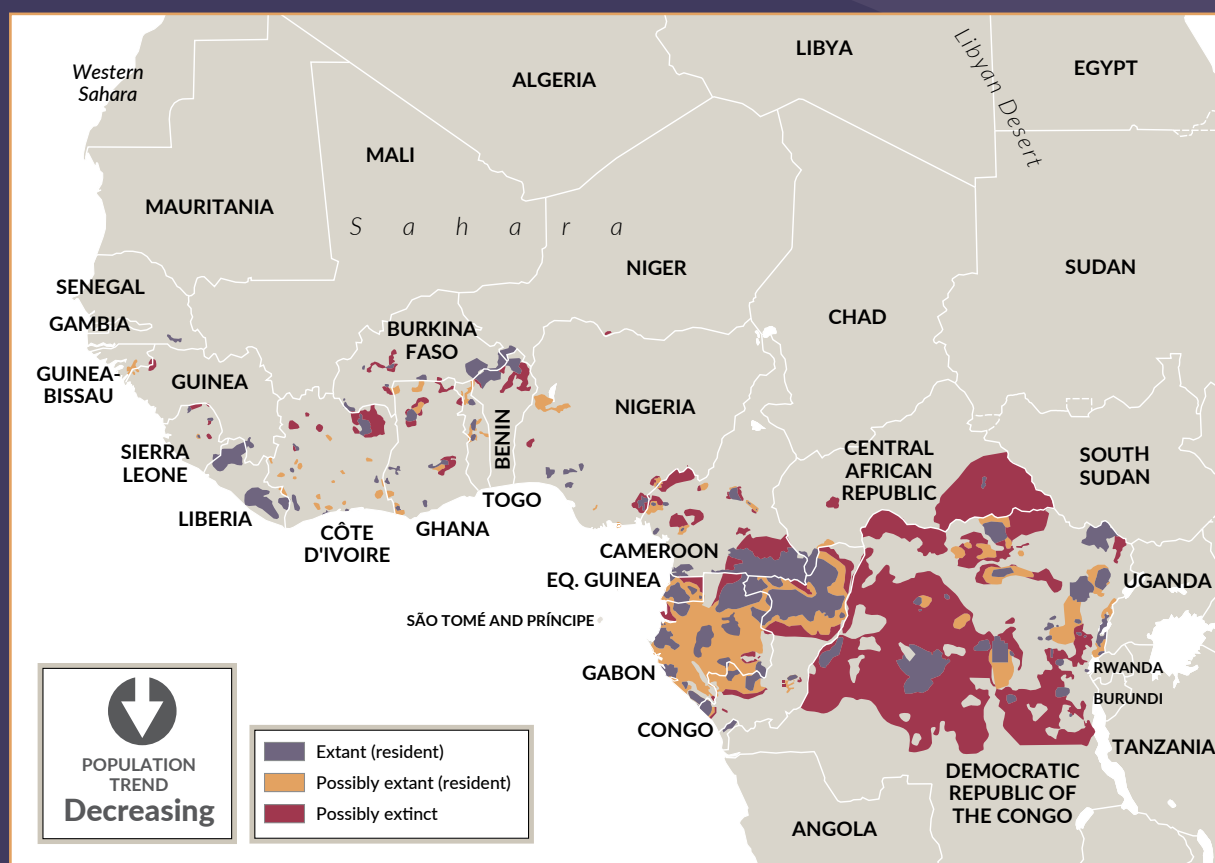 Western
Sahara
ALGERIA
LIBYA
Libyan Desert
EGYPT
MALI
MAURITANIA
Sahara
NIGER
SUDAN
SENEGAL
GAMBIA
GUINEA-
BISSAU
GUINEA
BURKINA
FASO
CHAD
NIGERIA
BENIN
SIERRA
LEONE
LIBERIA
CÔTE
D'IVOIRE
GHANA
TOGO
CENTRAL
AFRICAN
REPUBLIC
SOUTH
SUDAN
CAMEROON
EQ. GUINEA
UGANDA
SÃO TOMÉ AND PRÍNCIPE
GABON
RWANDA
BURUNDI
CONGO
TANZANIA
DEMOCRATIC
REPUBLIC OF
THE CONGO
ANGOLA
POPULATION
TREND
Decreasing
Extant (resident)
Possibly extant (resident)
Possibly extinct